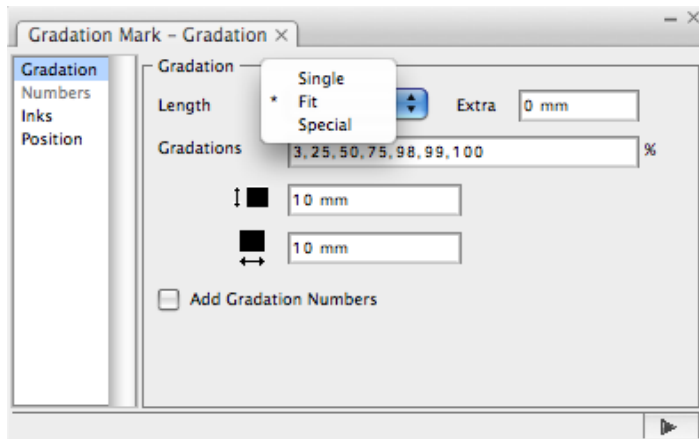 Gradation Mark – Gradation ×
Gradation
Numbers
Inks
Position
Gradation
Single
* Fit
Special
Length
Extra 0 mm
Gradations 3,25,50,75,98,99,100 %
10 mm
10 mm
Add Gradation Numbers